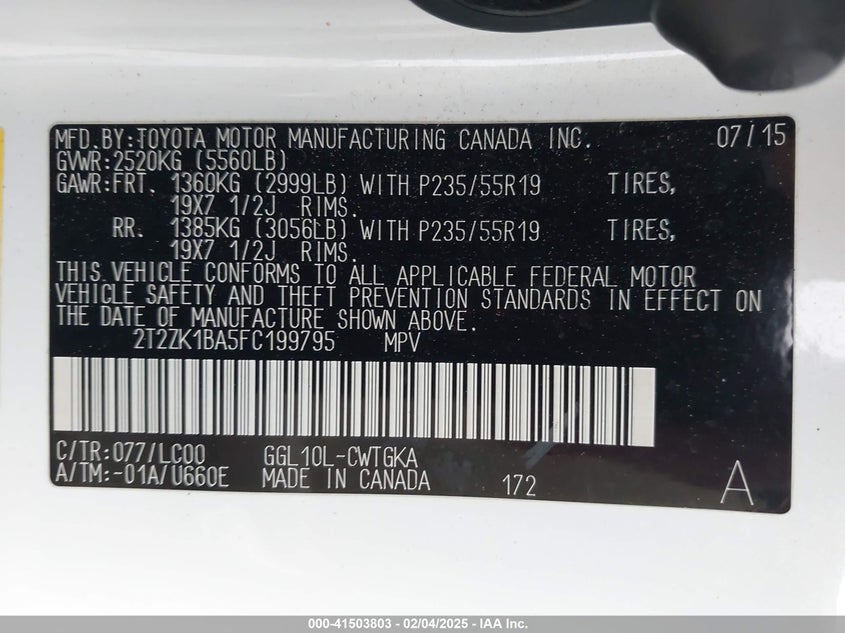 MFD.BY:TOYOTA MOTOR MANUFACTURING CANADA INC. 07/15
GVWR:2520KG (5560LB)
GAWR:FRT. 1360KG (2999LB) WITH P235/55R19 TIRES,
19X7 1/2J RIMS.
RR. 1385KG (3056LB) WITH P235/55R19 TIRES,
19X7 1/2J RIMS.
THIS VEHICLE CONFORMS TO ALL APPLICABLE FEDERAL MOTOR
VEHICLE SAFETY AND THEFT PREVENTION STANDARDS IN EFFECT ON
THE DATE OF MANUFACTURE SHOWN ABOVE.
2T2ZK1BA5FC199795 MPV
C/TR:077/LC00 GGL10L-CWTGKA
A/TM:-01A/U660E MADE IN CANADA 172 A
000-41503803 - 02/04/2025 - IAA Inc.